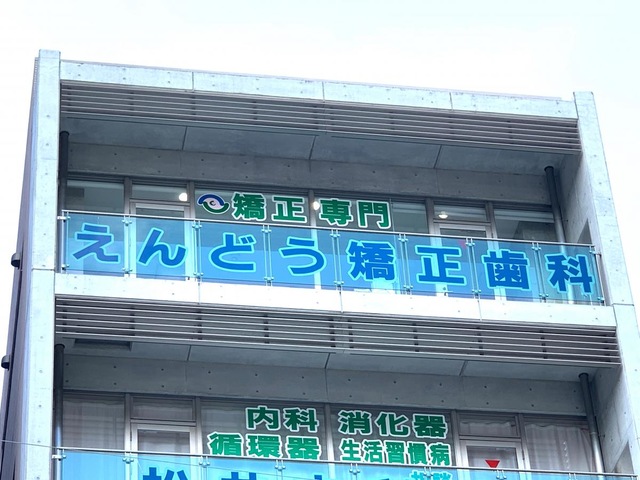 矯正 専門
えんどう矯正歯科
内科 消化器
循環器 生活習慣病